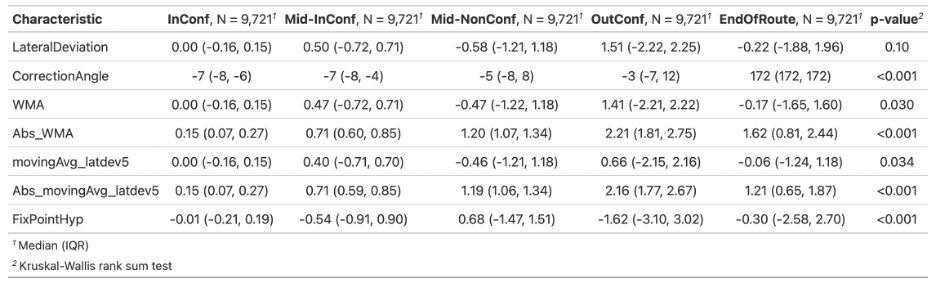 Characteristic InConf, N = 9,721¹ Mid-InConf, N = 9,721¹ Mid-NonConf, N = 9,721¹ OutConf, N = 9,721¹ EndOfRoute, N = 9,721¹ p-value²
LateralDeviation 0.00 (-0.16, 0.15) 0.50 (-0.72, 0.71) -0.58 (-1.21, 1.18) 1.51 (-2.22, 2.25) -0.22 (-1.88, 1.96) 0.10
CorrectionAngle -7 (-8, -6) -7 (-8, -4) -5 (-8, 8) -3 (-7, 12) 172 (172, 172) <0.001
WMA 0.00 (-0.16, 0.15) 0.47 (-0.72, 0.71) -0.47 (-1.22, 1.18) 1.41 (-2.21, 2.22) -0.17 (-1.65, 1.60) 0.030
Abs_WMA 0.15 (0.07, 0.27) 0.71 (0.60, 0.85) 1.20 (1.07, 1.34) 2.21 (1.81, 2.75) 1.62 (0.81, 2.44) <0.001
movingAvg_latdev5 0.00 (-0.16, 0.15) 0.40 (-0.71, 0.70) -0.46 (-1.21, 1.18) 0.66 (-2.15, 2.16) -0.06 (-1.24, 1.18) 0.034
Abs_movingAvg_latdev5 0.15 (0.07, 0.27) 0.71 (0.59, 0.85) 1.19 (1.06, 1.34) 2.16 (1.77, 2.67) 1.21 (0.65, 1.87) <0.001
FixPointHyp -0.01 (-0.21, 0.19) -0.54 (-0.91, 0.90) 0.68 (-1.47, 1.51) -1.62 (-3.10, 3.02) -0.30 (-2.58, 2.70) <0.001
¹ Median (IQR)
² Kruskal-Wallis rank sum test